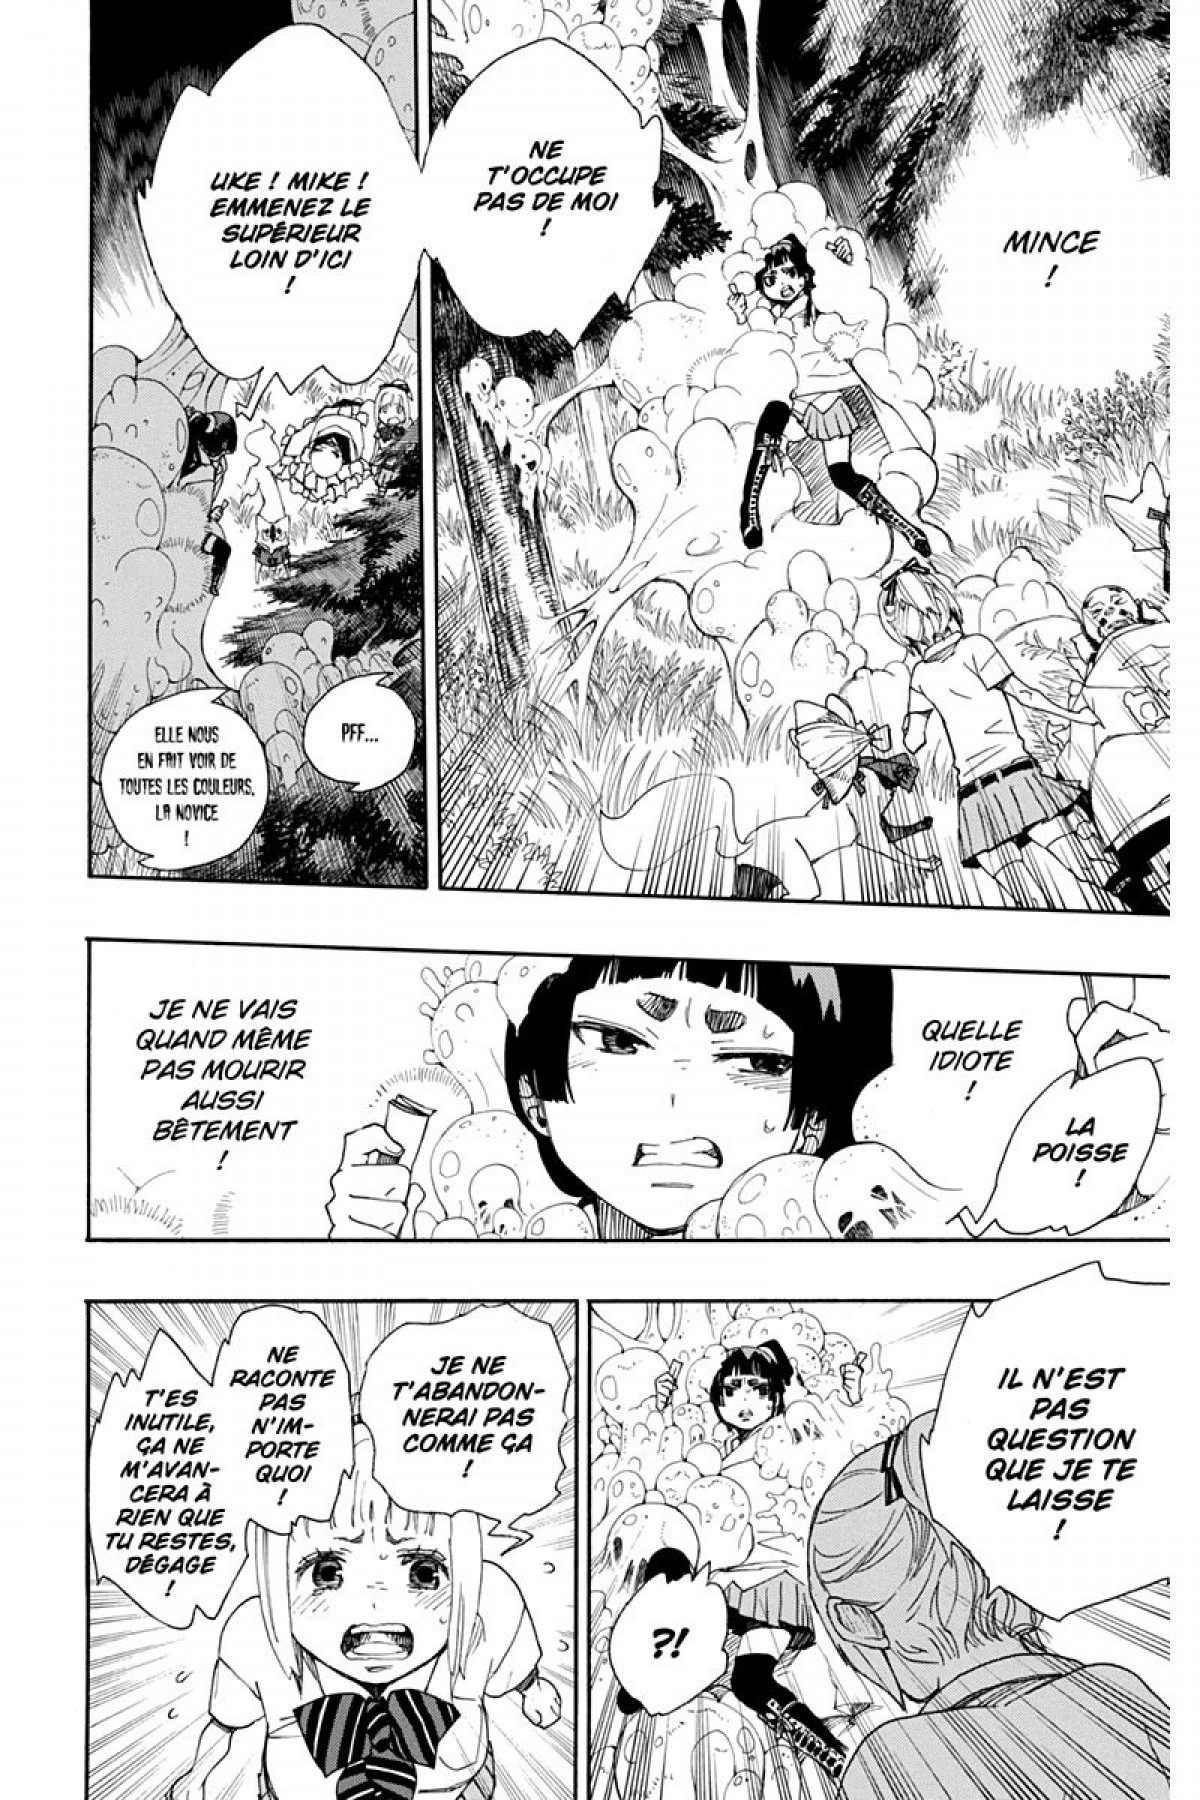 MINCE
!
NE
T'OCCUPE
PAS DE MOI
!
UKE ! MIKE !
EMMENEZ LE
SUPÉRIEUR
LOIN D'ICI
!
PFF...
ELLE NOUS
EN FAIT VOIR DE
TOUTES LES COULEURS,
LA NOVICE
!
LA
POISSE
!
QUELLE
IDIOTE
!
JE NE VAIS
QUAND MÊME
PAS MOURIR
AUSSI
BÊTEMENT
!
IL N'EST
PAS
QUESTION
QUE JE TE
LAISSE
!
?!
JE NE
T'ABANDON-
NERAI PAS
COMME ÇA
!
NE
RACONTE
PAS
N'IM-
PORTE
QUOI
!
T'ES
INUTILE,
ÇA NE
M'AVAN-
CERA À
RIEN QUE
TU RESTES,
DÉGAGE
!